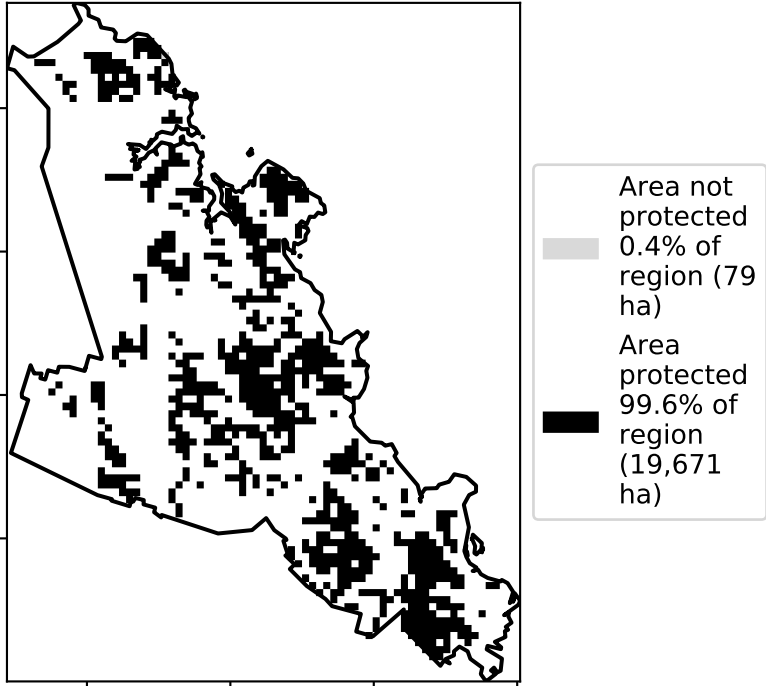 Area not
protected
0.4% of
region (79
ha)
Area
protected
99.6% of
region
(19,671
ha)